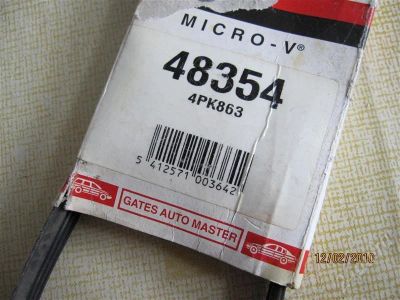 MICRO-V®
48354
4PK863
5 412571 003642
GATES AUTO MASTER
12/02/2010